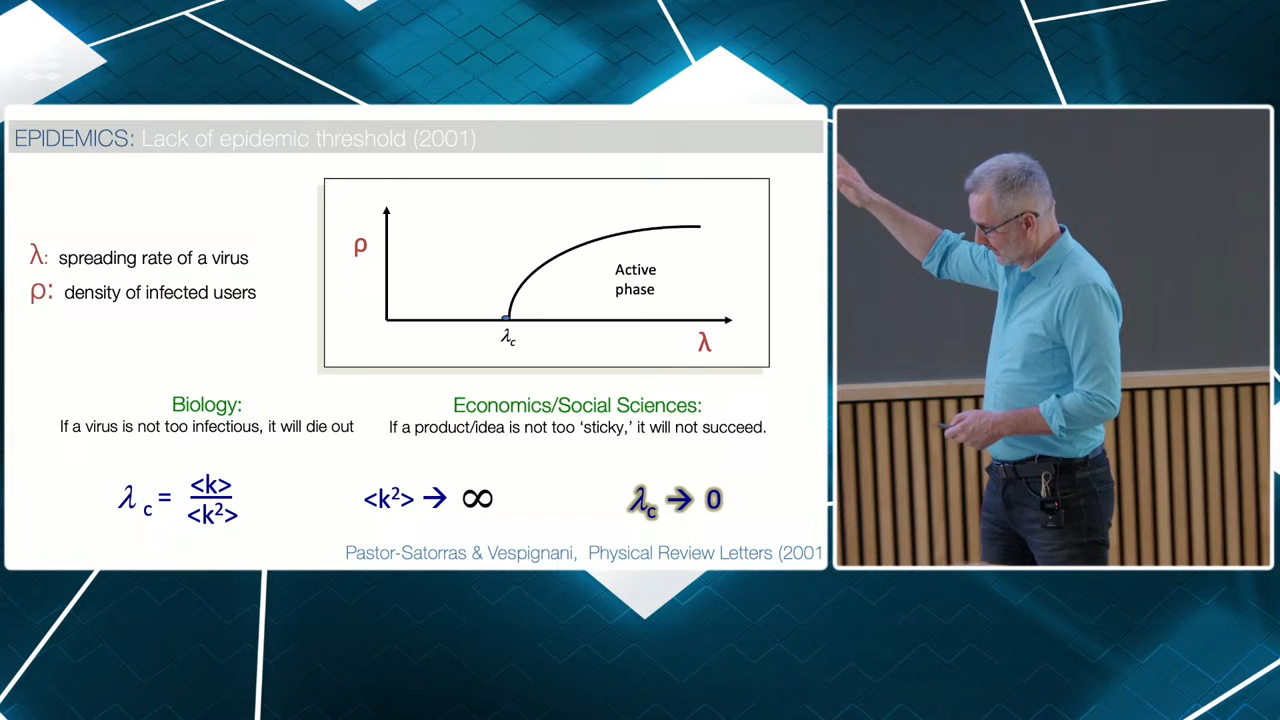 EPIDEMICS: Lack of epidemic threshold (2001)
λ: spreading rate of a virus
ρ: density of infected users
ρ
Active
phase
λc
λ
Biology:
If a virus is not too infectious, it will die out
Economics/Social Sciences:
If a product/idea is not too ‘sticky,’ it will not succeed.
λ c = <k> / <k²>
<k²> → ∞
λc → 0
Pastor-Satorras & Vespignani, Physical Review Letters (2001